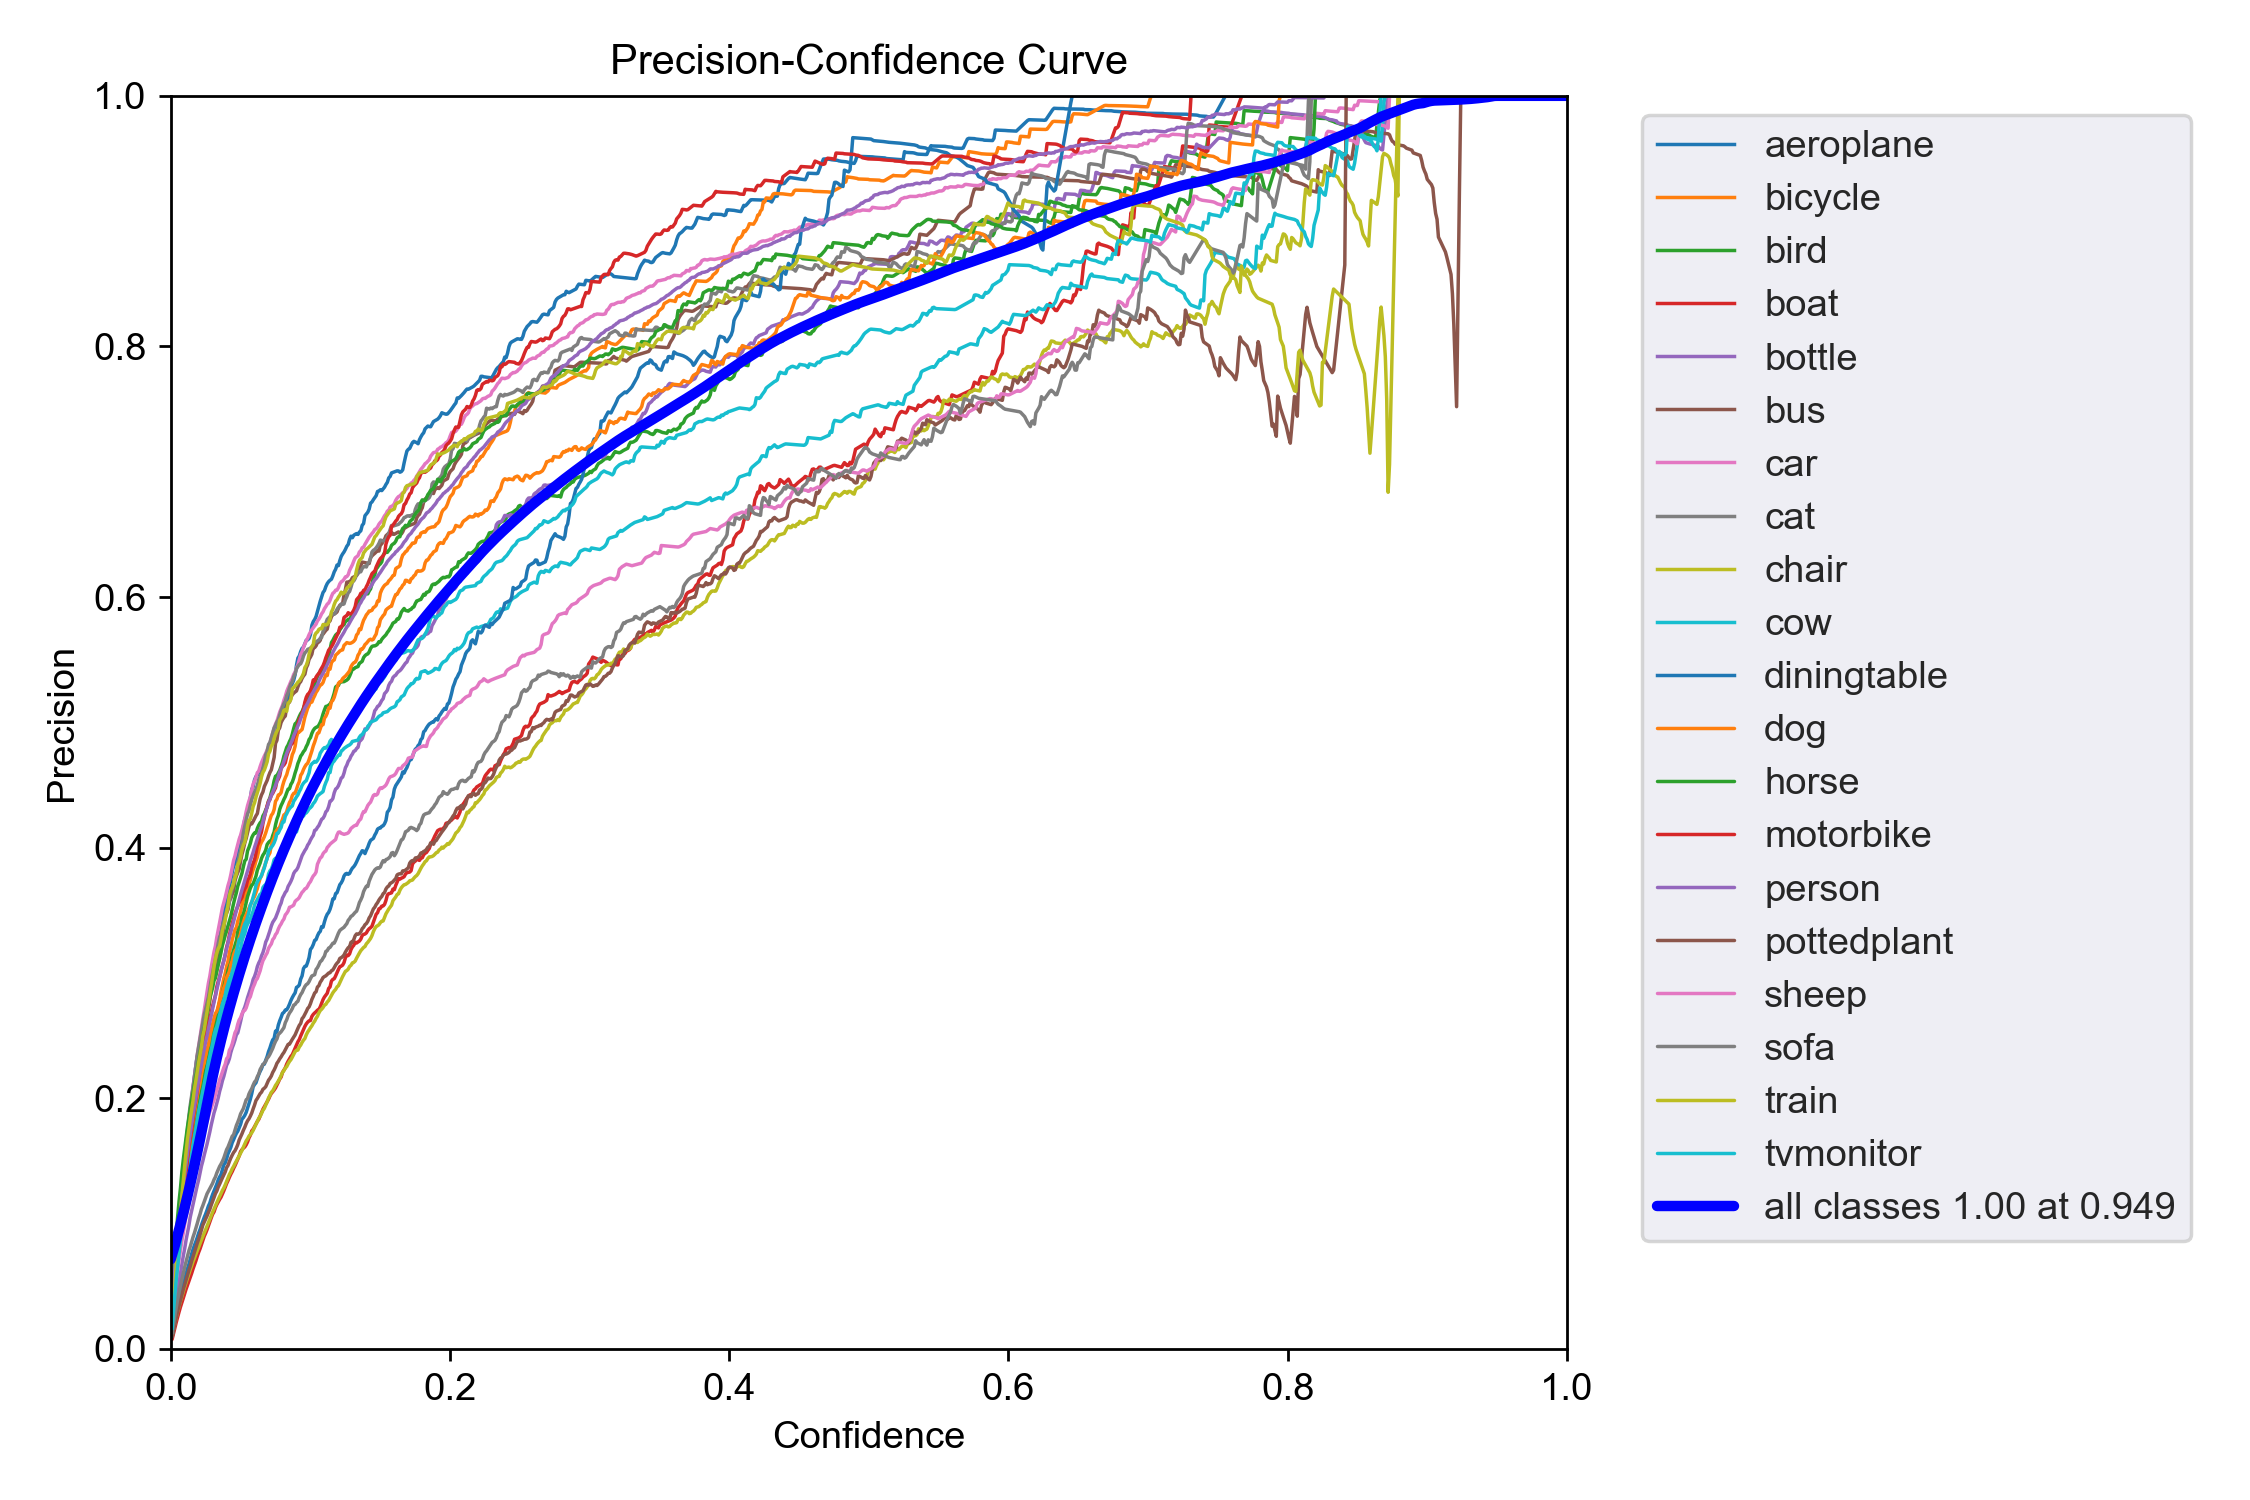 Precision-Confidence Curve
1.0
0.8
0.6
0.4
0.2
0.0
Precision
0.0 0.2 0.4 0.6 0.8 1.0
Confidence
aeroplane
bicycle
bird
boat
bottle
bus
car
cat
chair
cow
diningtable
dog
horse
motorbike
person
pottedplant
sheep
sofa
train
tvmonitor
all classes 1.00 at 0.949